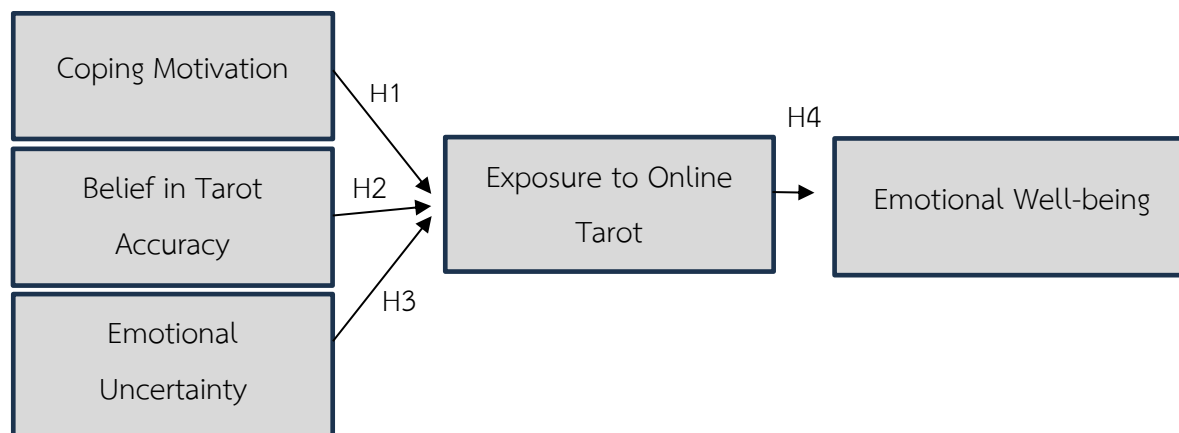 Coping Motivation
H1
H4
Belief in Tarot
Accuracy
H2
Exposure to Online
Tarot
Emotional Well-being
H3
Emotional
Uncertainty